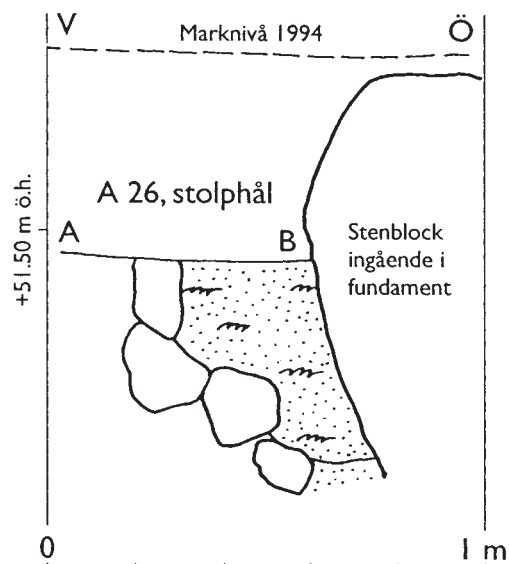 V
Marknivå 1994
Ö
A 26, stolphål
A
B
+51.50 m ö.h.
Stenblock
ingående i
fundament
0
1 m